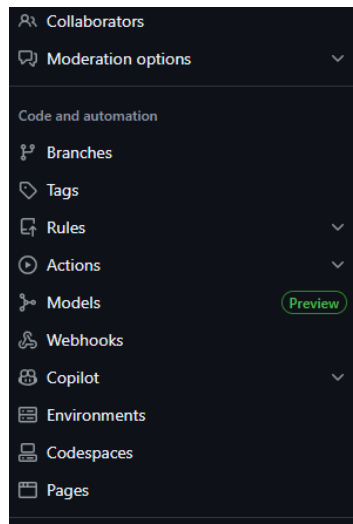 Collaborators
Moderation options
Code and automation
Branches
Tags
Rules
Actions
Models Preview
Webhooks
Copilot
Environments
Codespaces
Pages